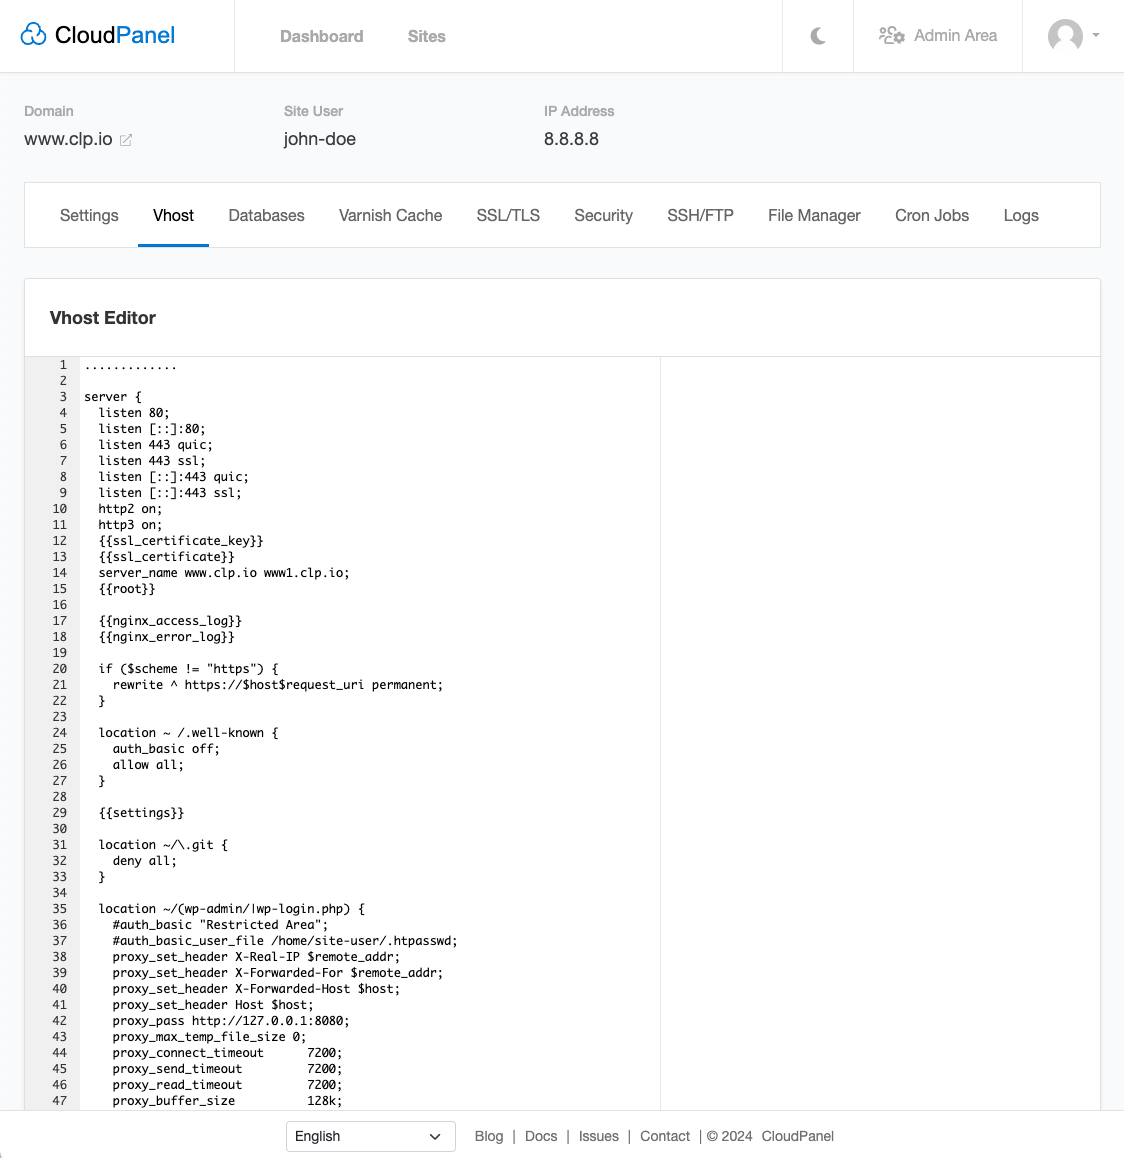 CloudPanel
Dashboard Sites Admin Area
Domain Site User IP Address
www.clp.io john-doe 8.8.8.8
Settings Vhost Databases Varnish Cache SSL/TLS Security SSH/FTP File Manager Cron Jobs Logs
Vhost Editor
1 .............
2
3 server {
4   listen 80;
5   listen [::]:80;
6   listen 443 quic;
7   listen 443 ssl;
8   listen [::]:443 quic;
9   listen [::]:443 ssl;
10   http2 on;
11   http3 on;
12   {{ssl_certificate_key}}
13   {{ssl_certificate}}
14   server_name www.clp.io www1.clp.io;
15   {{root}}
16
17   {{nginx_access_log}}
18   {{nginx_error_log}}
19
20   if ($scheme != "https") {
21     rewrite ^ https://$host$request_uri permanent;
22   }
23
24   location ~ /.well-known {
25     auth_basic off;
26     allow all;
27   }
28
29   {{settings}}
30
31   location ~/\.git {
32     deny all;
33   }
34
35   location ~/(wp-admin/|wp-login.php) {
36     #auth_basic "Restricted Area";
37     #auth_basic_user_file /home/site-user/.htpasswd;
38     proxy_set_header X-Real-IP $remote_addr;
39     proxy_set_header X-Forwarded-For $remote_addr;
40     proxy_set_header X-Forwarded-Host $host;
41     proxy_set_header Host $host;
42     proxy_pass http://127.0.0.1:8080;
43     proxy_max_temp_file_size 0;
44     proxy_connect_timeout      7200;
45     proxy_send_timeout         7200;
46     proxy_read_timeout         7200;
47     proxy_buffer_size          128k;
English Blog | Docs | Issues | Contact | © 2024 CloudPanel